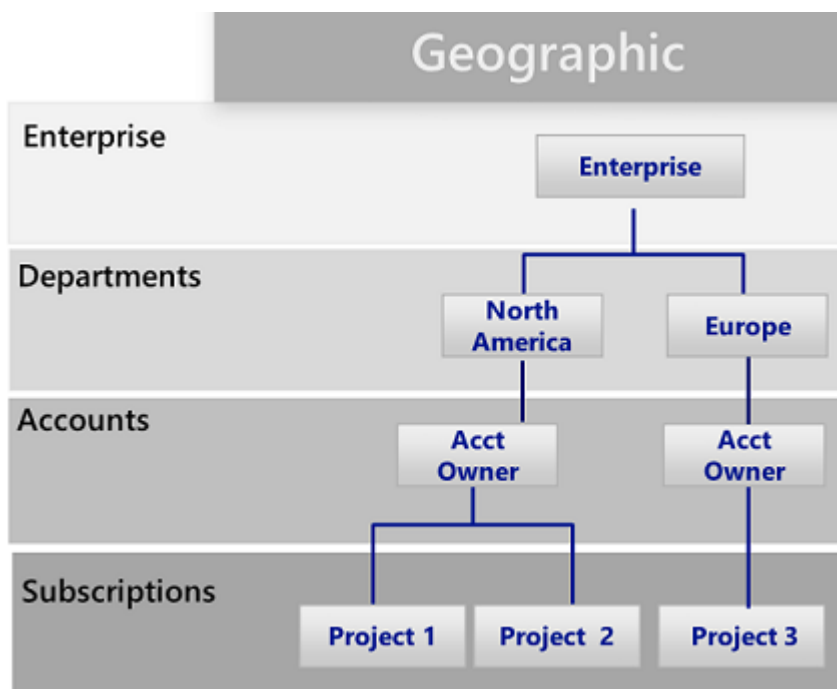 Geographic
Enterprise
Enterprise
Departments
North
America
Europe
Accounts
Acct
Owner
Acct
Owner
Subscriptions
Project 1
Project 2
Project 3